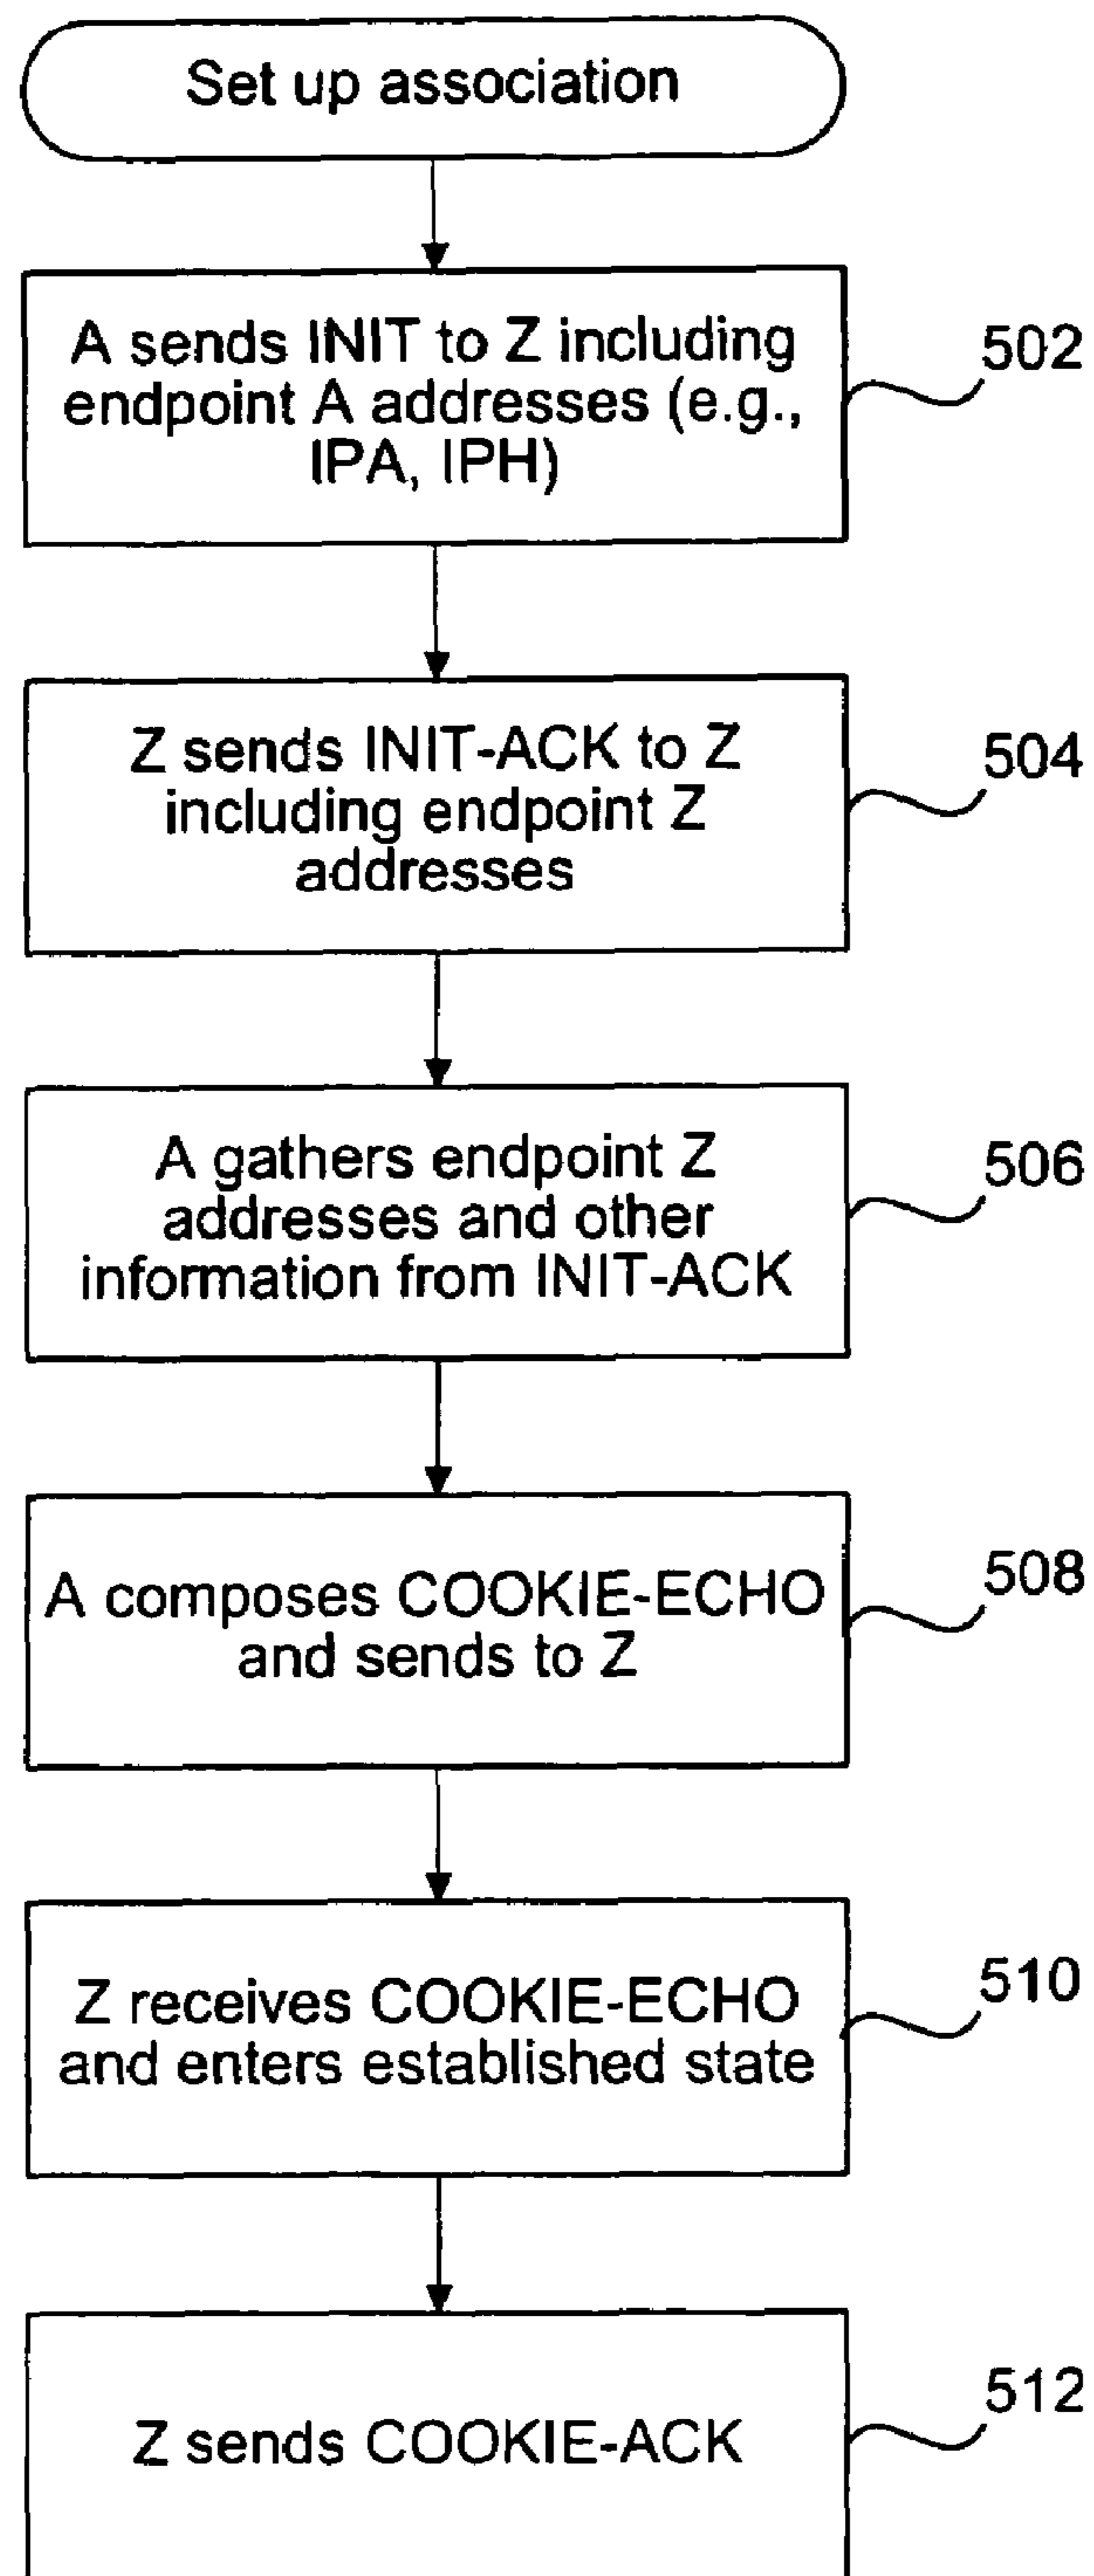 Set up association
A sends INIT to Z including
endpoint A addresses (e.g.,
IPA, IPH)
502
Z sends INIT-ACK to Z
including endpoint Z
addresses
504
A gathers endpoint Z
addresses and other
information from INIT-ACK
506
A composes COOKIE-ECHO
and sends to Z
508
Z receives COOKIE-ECHO
and enters established state
510
Z sends COOKIE-ACK
512